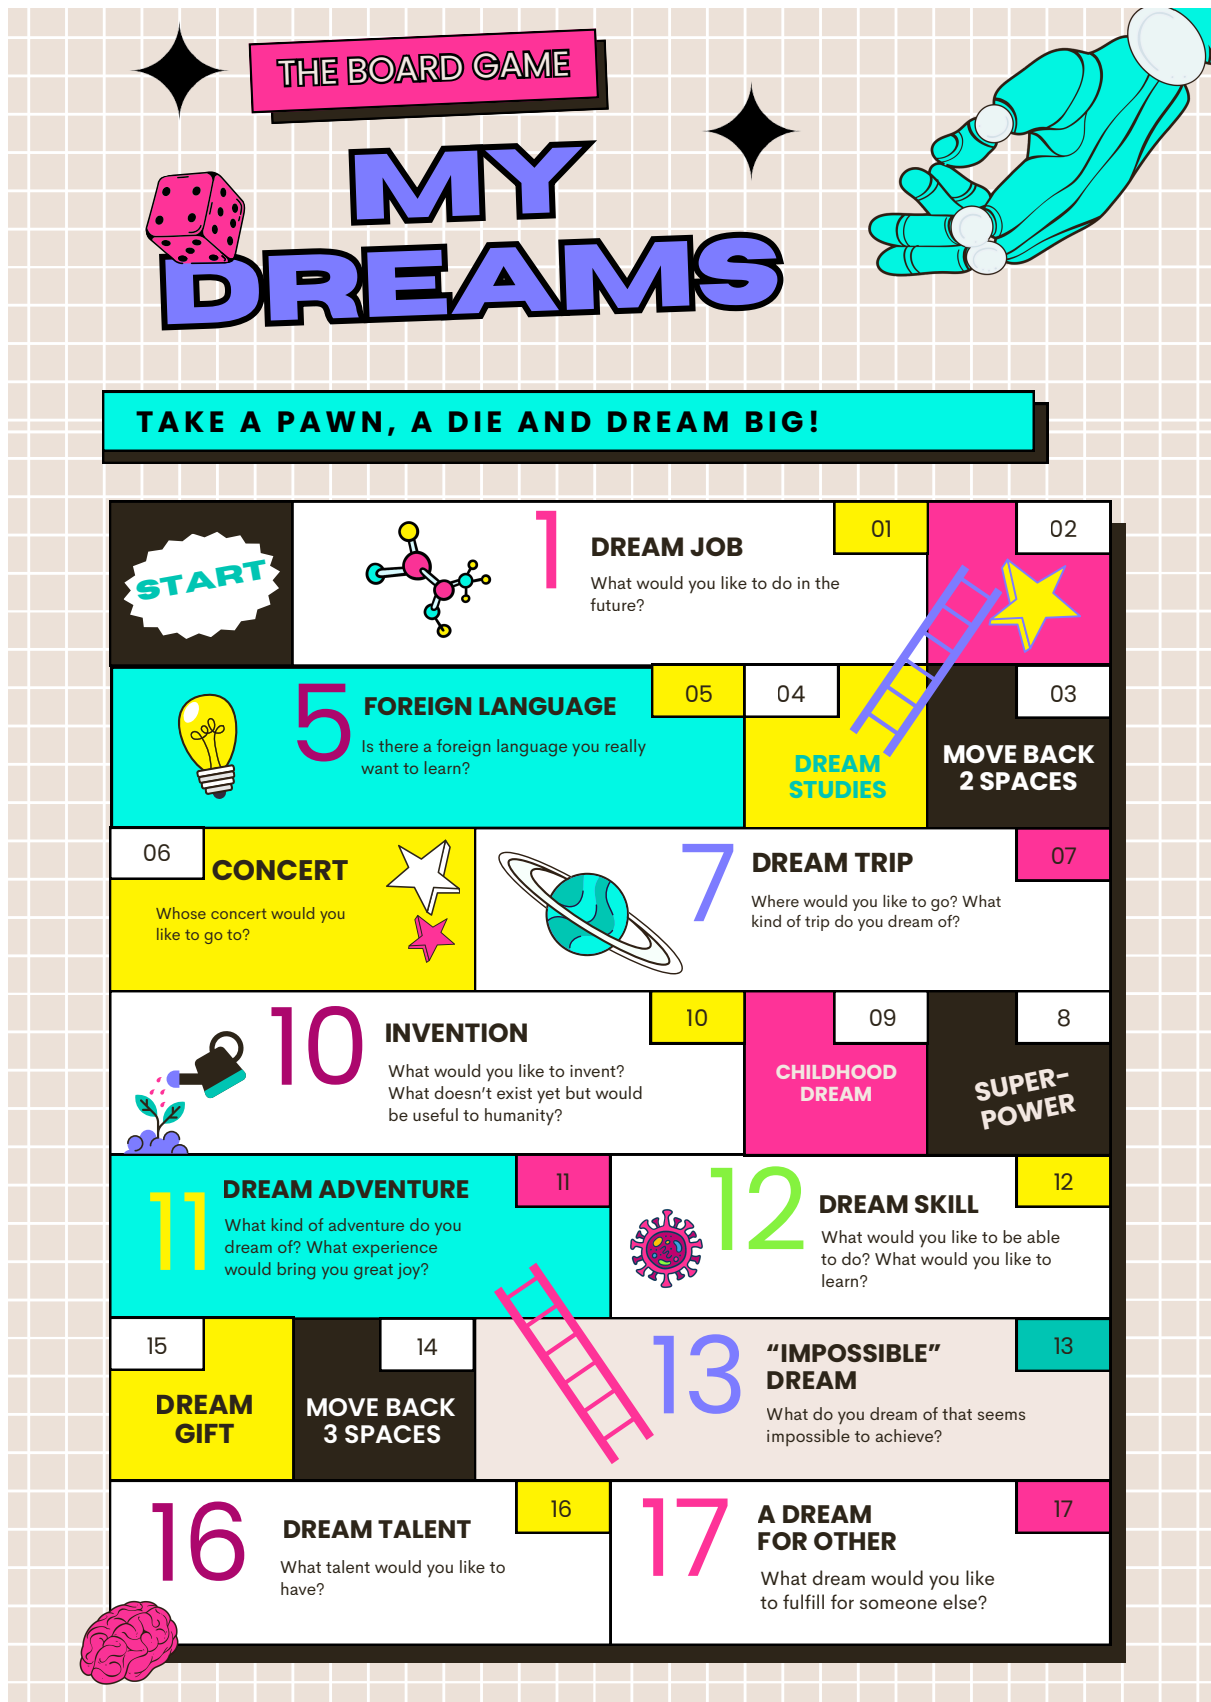 THE BOARD GAME
MY
DREAMS
TAKE A PAWN, A DIE AND DREAM BIG!
START
1
DREAM JOB
What would you like to do in the
future?
01
02
5
FOREIGN LANGUAGE
Is there a foreign language you really
want to learn?
05
04
DREAM
STUDIES
03
MOVE BACK
2 SPACES
06
CONCERT
Whose concert would you
like to go to?
7
DREAM TRIP
Where would you like to go? What
kind of trip do you dream of?
07
10
INVENTION
What would you like to invent?
What doesn't exist yet but would
be useful to humanity?
10
09
CHILDHOOD
DREAM
8
SUPER-
POWER
11
DREAM ADVENTURE
What kind of adventure do you
dream of? What experience
would bring you great joy?
11
12
DREAM SKILL
What would you like to be able
to do? What would you like to
learn?
12
15
DREAM
GIFT
14
MOVE BACK
3 SPACES
13
“IMPOSSIBLE”
DREAM
What do you dream of that seems
impossible to achieve?
13
16
DREAM TALENT
What talent would you like to
have?
16
17
A DREAM
FOR OTHER
What dream would you like
to fulfill for someone else?
17